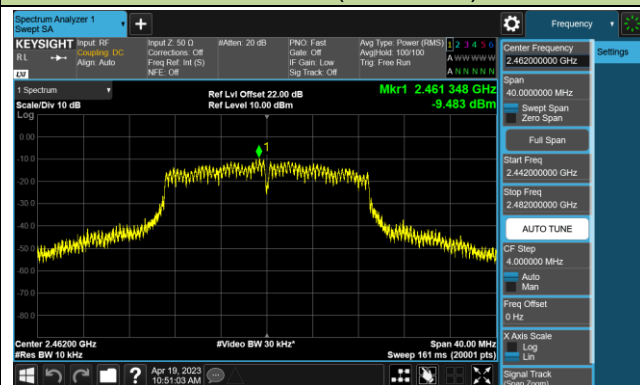 Spectrum Analyzer 1
Swept SA
+
Frequency
KEYSIGHT
RL
LXI
Input: RF
Coupling: DC
Align: Auto
Input Z: 50 Ω
Corrections: Off
Freq Ref: Int (S)
NFE: Off
#Atten: 20 dB
PNO: Fast
Gate: Off
IF Gain: Low
Sig Track: Off
Avg Type: Power (RMS)
Avg|Hold: 100/100
Trig: Free Run
1 2 3 4 5 6
A W W W W W
A N N N N N
1 Spectrum
Scale/Div 10 dB
Log
Ref Lvl Offset 22.00 dB
Ref Level 10.00 dBm
Mkr1 2.461 348 GHz
-9.483 dBm
1
0.00
-10.0
-20.0
-30.0
-40.0
-50.0
-60.0
-70.0
-80.0
Center 2.46200 GHz
#Res BW 10 kHz
#Video BW 30 kHz*
Span 40.00 MHz
Sweep 161 ms (20001 pts)
Center Frequency
2.462000000 GHz
Span
40.0000000 MHz
Swept Span
Zero Span
Full Span
Start Freq
2.442000000 GHz
Stop Freq
2.482000000 GHz
AUTO TUNE
CF Step
4.000000 MHz
Auto
Man
Freq Offset
0 Hz
X Axis Scale
Log
Lin
Signal Track
(Span Zoom)
Settings
?
Apr 19, 2023
10:51:03 AM